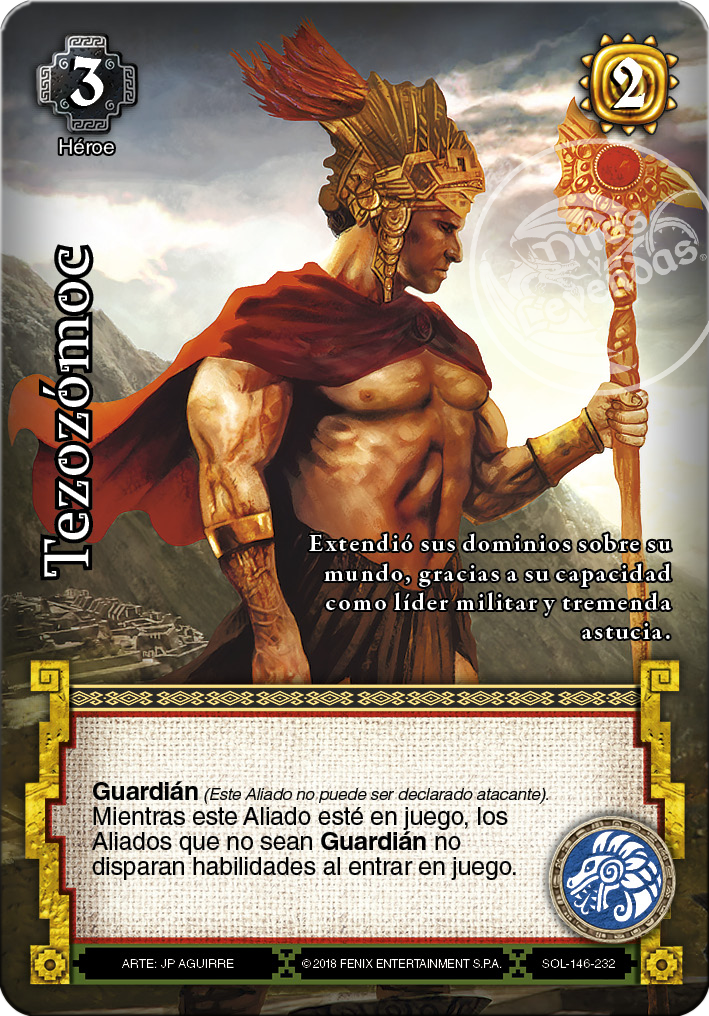 3
Héroe
2
Mitos
y
Leyendas
Tezozómoc
Extendió sus dominios sobre su
mundo, gracias a su capacidad
como líder militar y tremenda
astucia.
Guardián (Este Aliado no puede ser declarado atacante).
Mientras este Aliado esté en juego, los
Aliados que no sean Guardián no
disparan habilidades al entrar en juego.
ARTE: JP AGUIRRE
©2018 FENIX ENTERTAINMENT S.P.A.
SOL-146-232